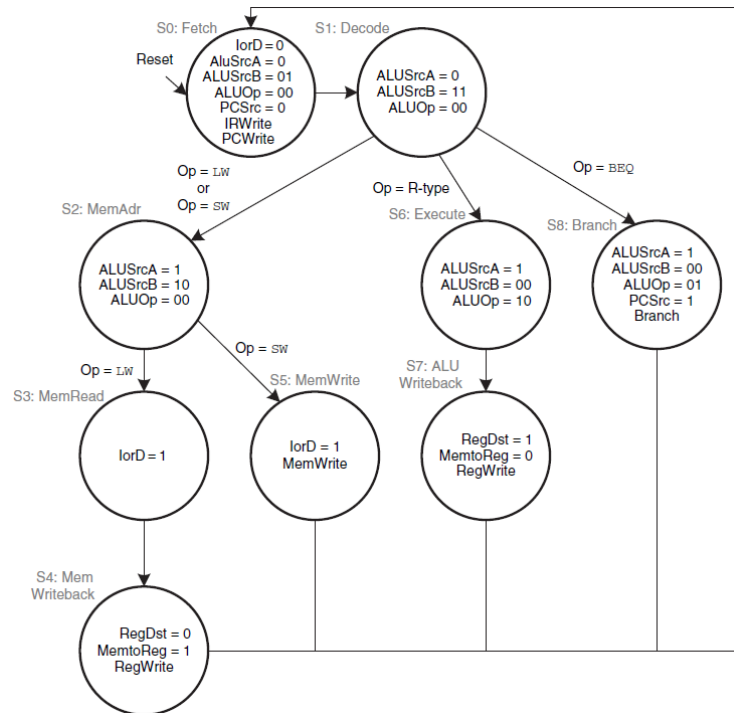 S0: Fetch
S1: Decode
Reset
IorD = 0
AluSrcA = 0
ALUSrcB = 01
ALUOp = 00
PCSrc = 0
IRWrite
PCWrite
ALUSrcA = 0
ALUSrcB = 11
ALUOp = 00
Op = LW
or
Op = SW
Op = R-type
Op = BEQ
S2: MemAdr
S6: Execute
S8: Branch
ALUSrcA = 1
ALUSrcB = 10
ALUOp = 00
ALUSrcA = 1
ALUSrcB = 00
ALUOp = 10
ALUSrcA = 1
ALUSrcB = 00
ALUOp = 01
PCSrc = 1
Branch
Op = LW
Op = SW
S3: MemRead
S5: MemWrite
S7: ALU
Writeback
IorD = 1
IorD = 1
MemWrite
RegDst = 1
MemtoReg = 0
RegWrite
S4: Mem
Writeback
RegDst = 0
MemtoReg = 1
RegWrite